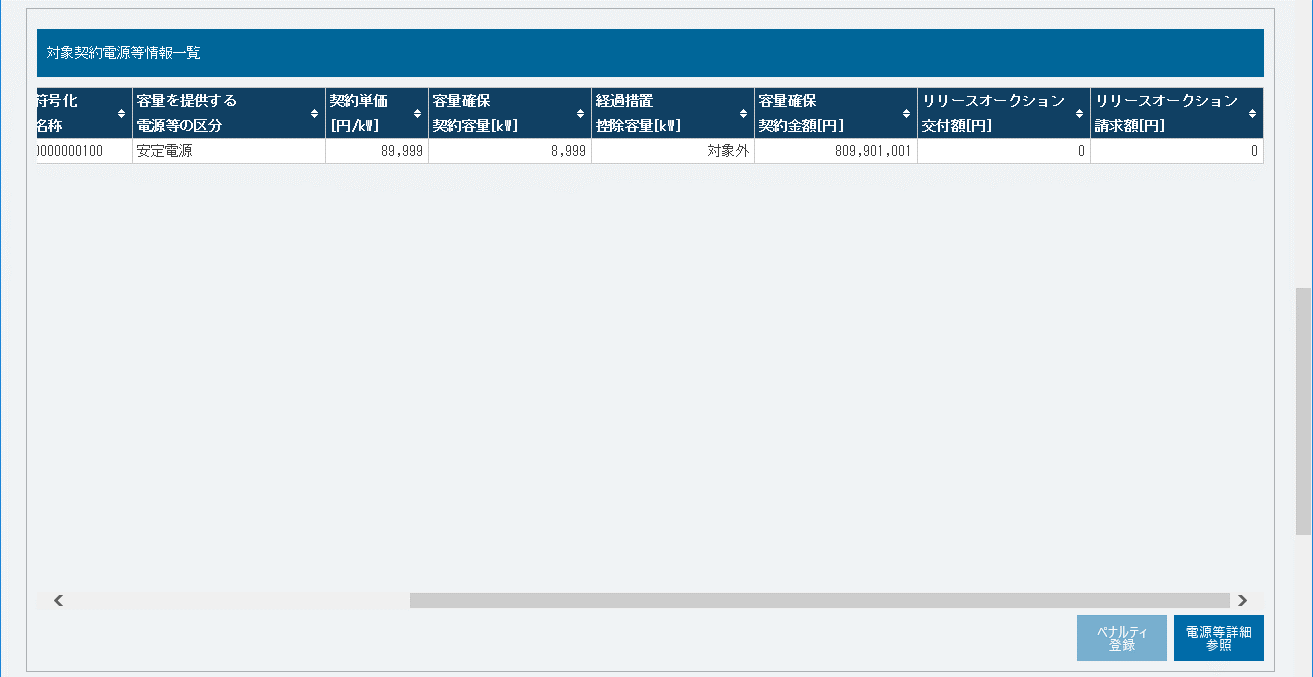 対象契約電源等情報一覧
符号化
名称
容量を提供する
電源等の区分
契約単価
[円/kW]
容量確保
契約容量[kW]
経過措置
控除容量[kW]
容量確保
契約金額[円]
リリースオークション
交付額[円]
リリースオークション
請求額[円]
0000000100
安定電源
89,999
8,999
対象外
809,901,001
0
0
ペナルティ
登録
電源等詳細
参照